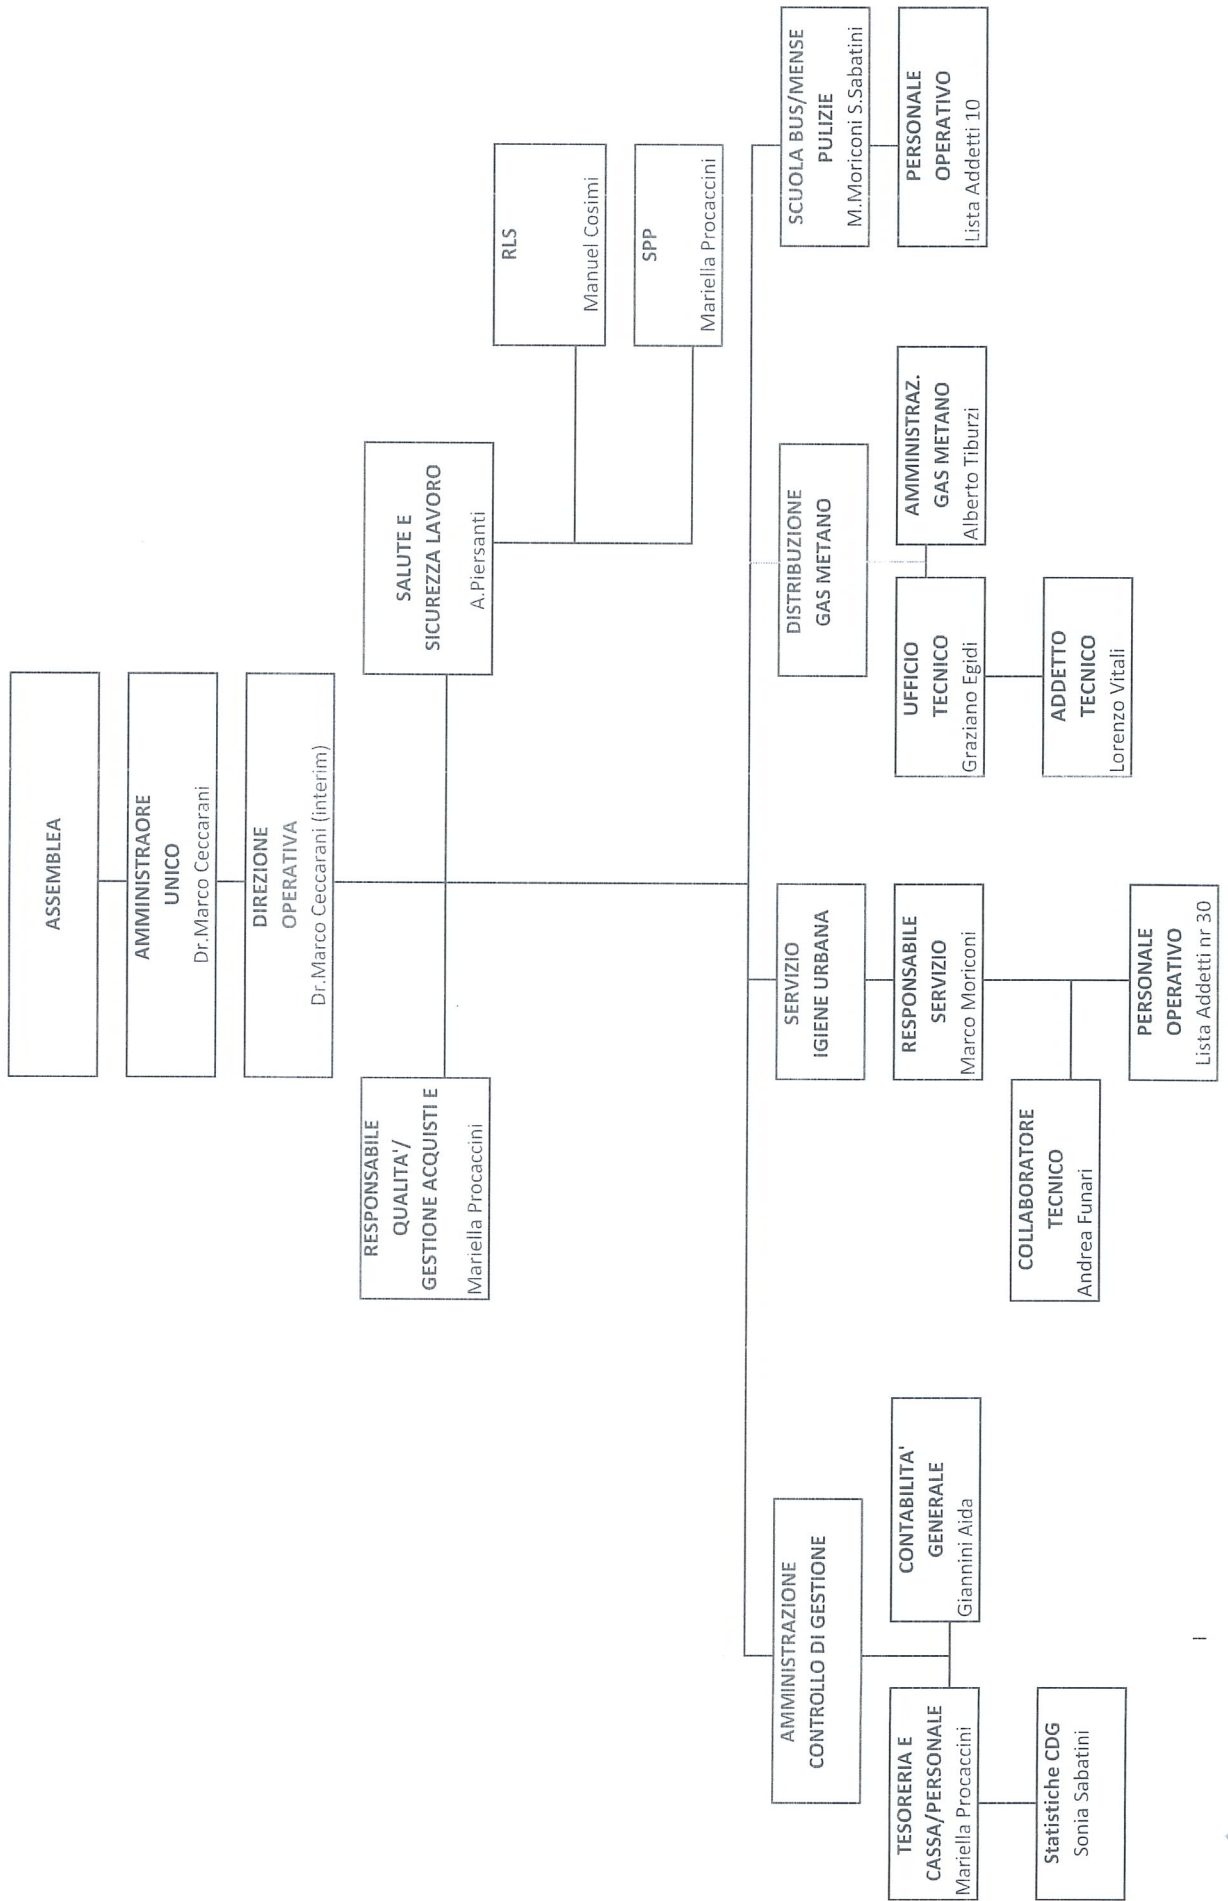 ASSEMBLEA
AMMINISTRAORE
UNICO
Dr.Marco Ceccarani
DIREZIONE
OPERATIVA
Dr.Marco Ceccarani (interim)
RESPONSABILE
QUALITA'/
GESTIONE ACQUISTI E
Mariella Procaccini
SALUTE E
SICUREZZA LAVORO
A.Piersanti
RLS
Manuel Cosimi
SPP
Mariella Procaccini
AMMINISTRAZIONE
CONTROLLO DI GESTIONE
TESORERIA E
CASSA/PERSONALE
Mariella Procaccini
Statistiche CDG
Sonia Sabatini
CONTABILITA'
GENERALE
Giannini Aida
SERVIZIO
IGIENE URBANA
RESPONSABILE
SERVIZIO
Marco Moriconi
COLLABORATORE
TECNICO
Andrea Funari
PERSONALE
OPERATIVO
Lista Addetti nr 30
DISTRIBUZIONE
GAS METANO
UFFICIO
TECNICO
Graziano Egidi
ADDETTO
TECNICO
Lorenzo Vitali
AMMINISTRAZ.
GAS METANO
Alberto Tiburzi
SCUOLA BUS/MENSE
PULIZIE
M.Moriconi S.Sabatini
PERSONALE
OPERATIVO
Lista Addetti 10